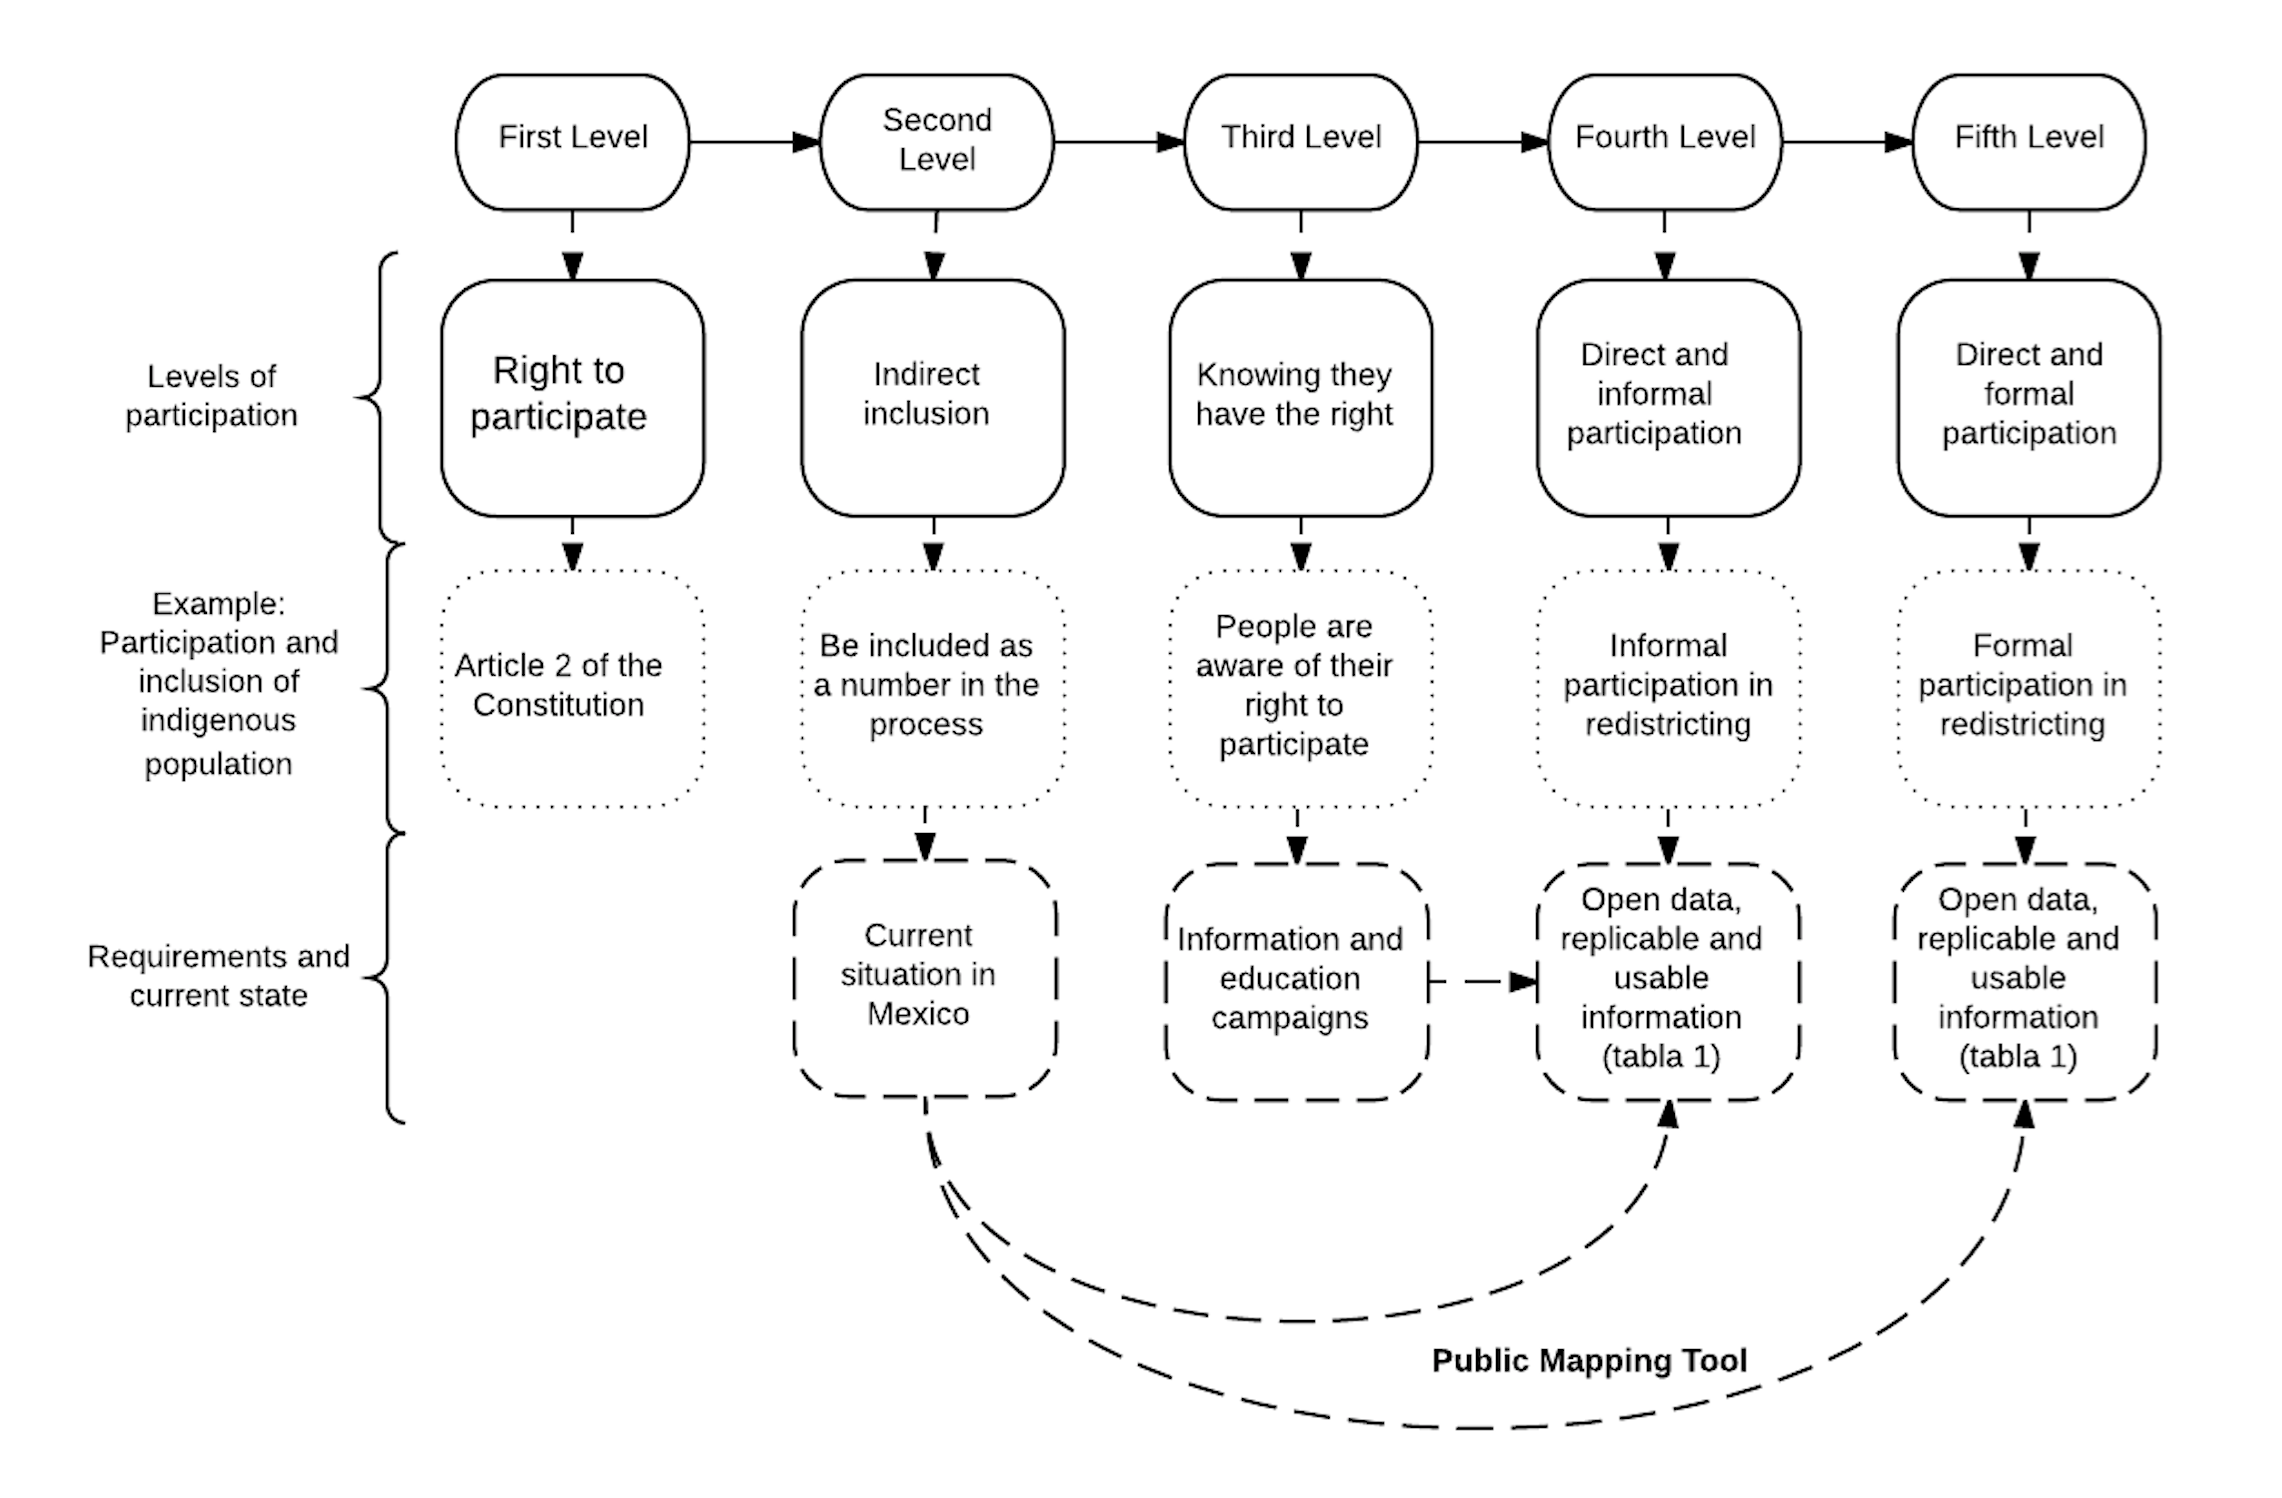 First Level
Second
Level
Third Level
Fourth Level
Fifth Level
Levels of
participation
Right to
participate
Indirect
inclusion
Knowing they
have the right
Direct and
informal
participation
Direct and
formal
participation
Example:
Participation and
inclusion of
indigenous
population
Article 2 of the
Constitution
Be included as
a number in the
process
People are
aware of their
right to
participate
Informal
participation in
redistricting
Formal
participation in
redistricting
Requirements and
current state
Current
situation in
Mexico
Information and
education
campaigns
Open data,
replicable and
usable
information
(tabla 1)
Open data,
replicable and
usable
information
(tabla 1)
Public Mapping Tool